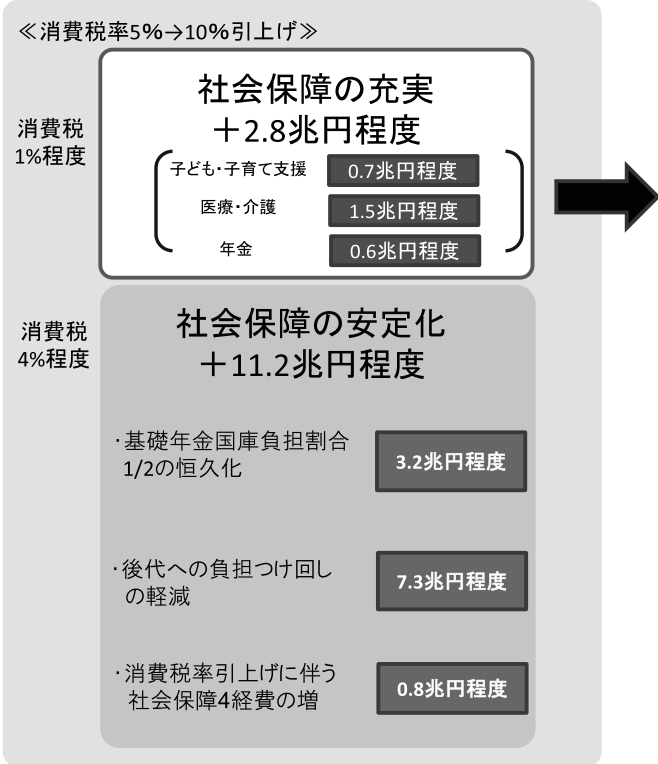 ≪消費税率5%→10%引上げ≫
消費税
1%程度
社会保障の充実
＋2.8兆円程度
子ども・子育て支援 0.7兆円程度
医療・介護 1.5兆円程度
年金 0.6兆円程度
消費税
4%程度
社会保障の安定化
＋11.2兆円程度
・基礎年金国庫負担割合
1/2の恒久化
3.2兆円程度
・後代への負担つけ回し
の軽減
7.3兆円程度
・消費税率引上げに伴う
社会保障4経費の増
0.8兆円程度